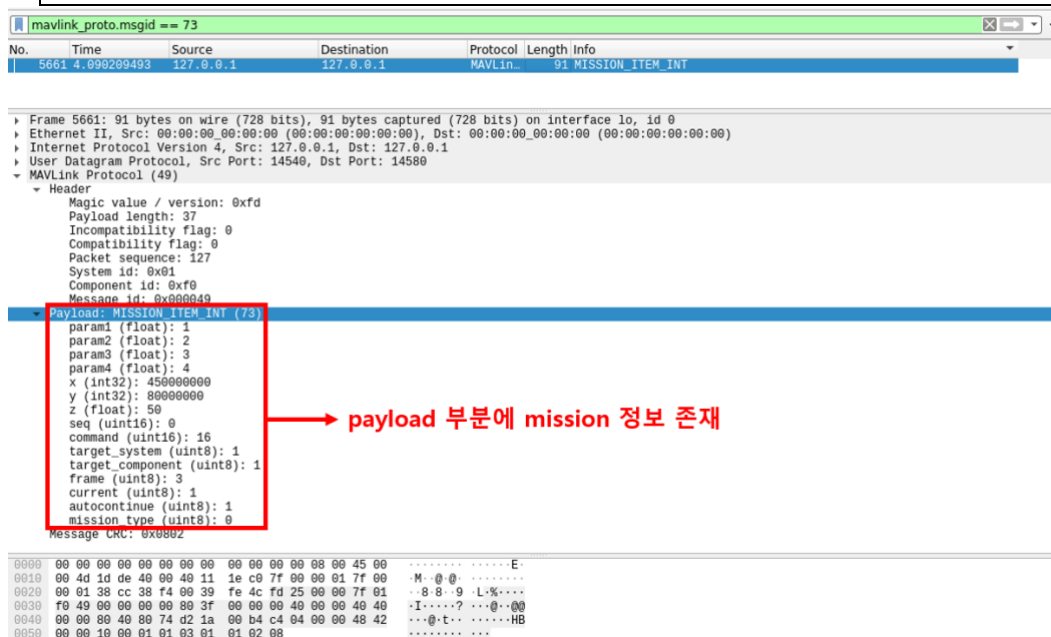 mavlink_proto.msgid == 73
No. Time Source Destination Protocol Length Info
5661 4.090209493 127.0.0.1 127.0.0.1 MAVLin… 91 MISSION_ITEM_INT
Frame 5661: 91 bytes on wire (728 bits), 91 bytes captured (728 bits) on interface lo, id 0
Ethernet II, Src: 00:00:00_00:00:00 (00:00:00:00:00:00), Dst: 00:00:00_00:00:00 (00:00:00:00:00:00)
Internet Protocol Version 4, Src: 127.0.0.1, Dst: 127.0.0.1
User Datagram Protocol, Src Port: 14540, Dst Port: 14580
MAVLink Protocol (49)
Header
Magic value / version: 0xfd
Payload length: 37
Incompatibility flag: 0
Compatibility flag: 0
Packet sequence: 127
System id: 0x01
Component id: 0xf0
Message id: 0x000049
Payload: MISSION_ITEM_INT (73)
param1 (float): 1
param2 (float): 2
param3 (float): 3
param4 (float): 4
x (int32): 450000000
y (int32): 80000000
z (float): 50
seq (uint16): 0
command (uint16): 16
target_system (uint8): 1
target_component (uint8): 1
frame (uint8): 3
current (uint8): 1
autocontinue (uint8): 1
mission_type (uint8): 0
payload 부분에 mission 정보 존재
Message CRC: 0x0802
0000 00 00 00 00 00 00 00 00 00 00 00 00 08 00 45 00 ········ ······E·
0010 00 4d 1d de 40 00 40 11 1e c0 7f 00 00 01 7f 00 ·M··@·@· ········
0020 00 01 38 cc 38 f4 00 39 fe 4c fd 25 00 00 7f 01 ··8·8··9 ·L·%····
0030 f0 49 00 00 00 00 80 3f 00 00 00 40 00 00 40 40 ·I·····? ···@··@@
0040 00 00 80 40 80 74 d2 1a 00 b4 c4 04 00 00 48 42 ···@·t·· ······HB
0050 00 00 10 00 01 01 03 01 01 02 08 ········ ···